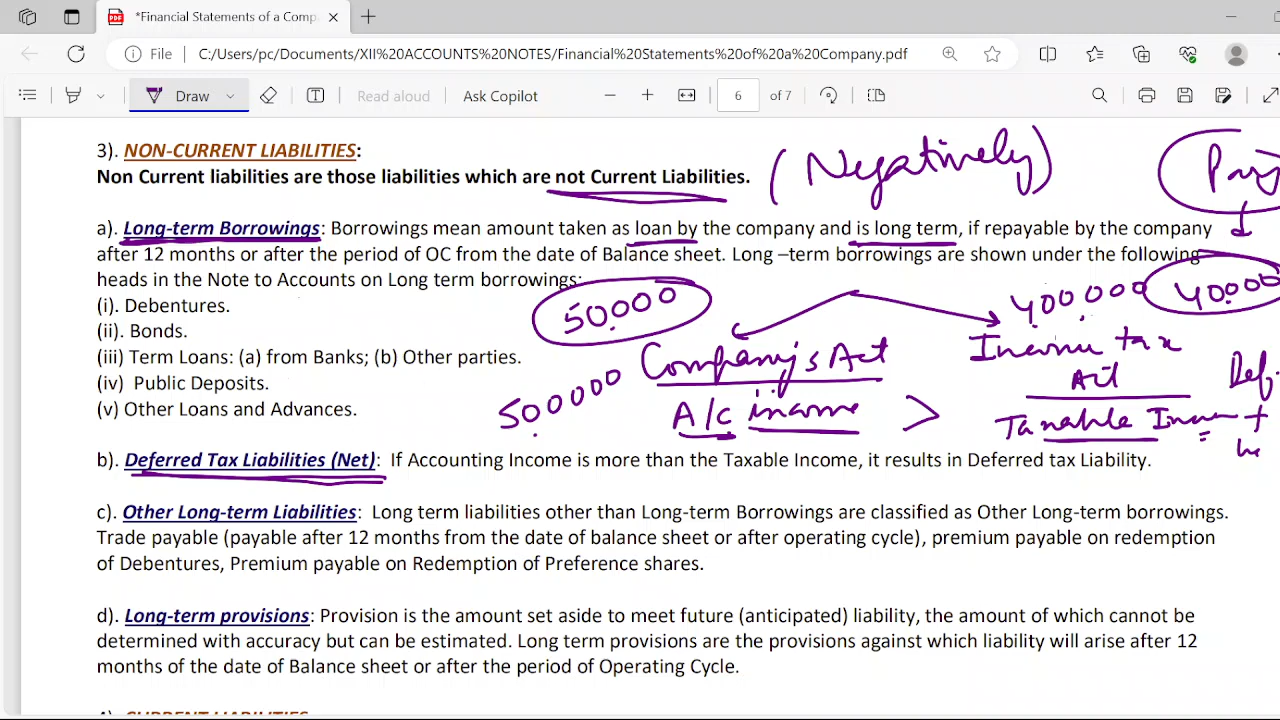 *Financial Statements of a Comp
File C:/Users/pc/Documents/XII%20ACCOUNTS%20NOTES/Financial%20Statements%20of%20a%20Company.pdf
Draw Read aloud Ask Copilot 6 of 7
3). NON-CURRENT LIABILITIES:
Non Current liabilities are those liabilities which are not Current Liabilities.
(Negatively)
a). Long-term Borrowings: Borrowings mean amount taken as loan by the company and is long term, if repayable by the company
after 12 months or after the period of OC from the date of Balance sheet. Long –term borrowings are shown under the following
heads in the Note to Accounts on Long term borrowings:
(i). Debentures.
(ii). Bonds.
(iii) Term Loans: (a) from Banks; (b) Other parties.
(iv) Public Deposits.
(v) Other Loans and Advances.
50,000
400,000
40,000
Company's Act
Income tax
Act
500000
A/c income >
Taxable Income
b). Deferred Tax Liabilities (Net): If Accounting Income is more than the Taxable Income, it results in Deferred tax Liability.
c). Other Long-term Liabilities: Long term liabilities other than Long-term Borrowings are classified as Other Long-term borrowings.
Trade payable (payable after 12 months from the date of balance sheet or after operating cycle), premium payable on redemption
of Debentures, Premium payable on Redemption of Preference shares.
d). Long-term provisions: Provision is the amount set aside to meet future (anticipated) liability, the amount of which cannot be
determined with accuracy but can be estimated. Long term provisions are the provisions against which liability will arise after 12
months of the date of Balance sheet or after the period of Operating Cycle.